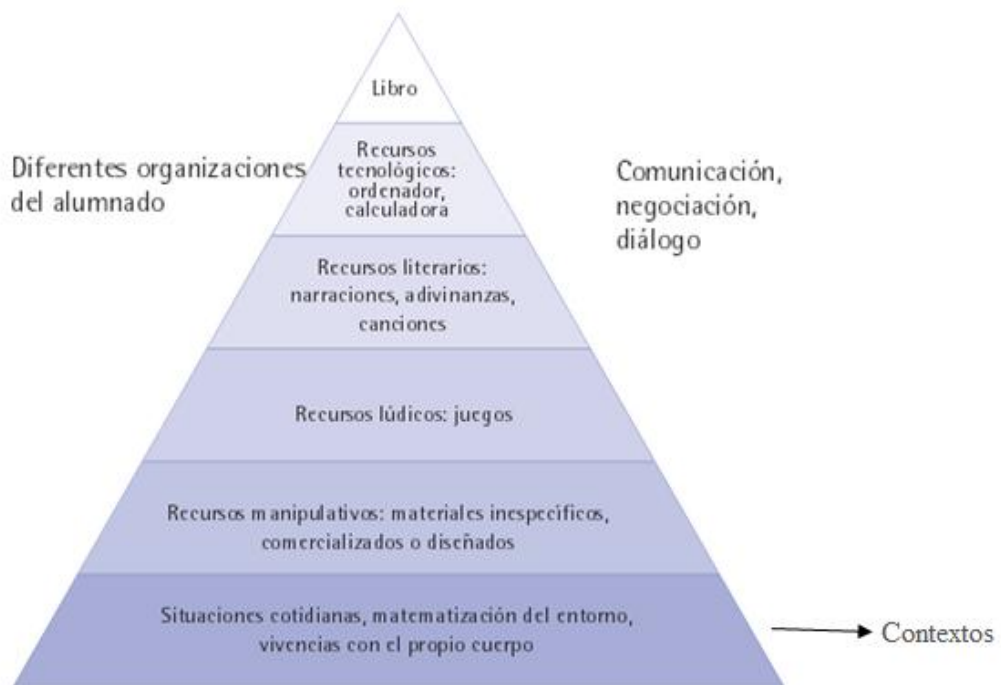 Libro
Recursos
tecnológicos:
ordenador,
calculadora
Diferentes organizaciones
del alumnado
Comunicación,
negociación,
diálogo
Recursos literarios:
narraciones, adivinanzas,
canciones
Recursos lúdicos: juegos
Recursos manipulativos: materiales inespecíficos,
comercializados o diseñados
Situaciones cotidianas, matematización del entorno,
vivencias con el propio cuerpo
Contextos